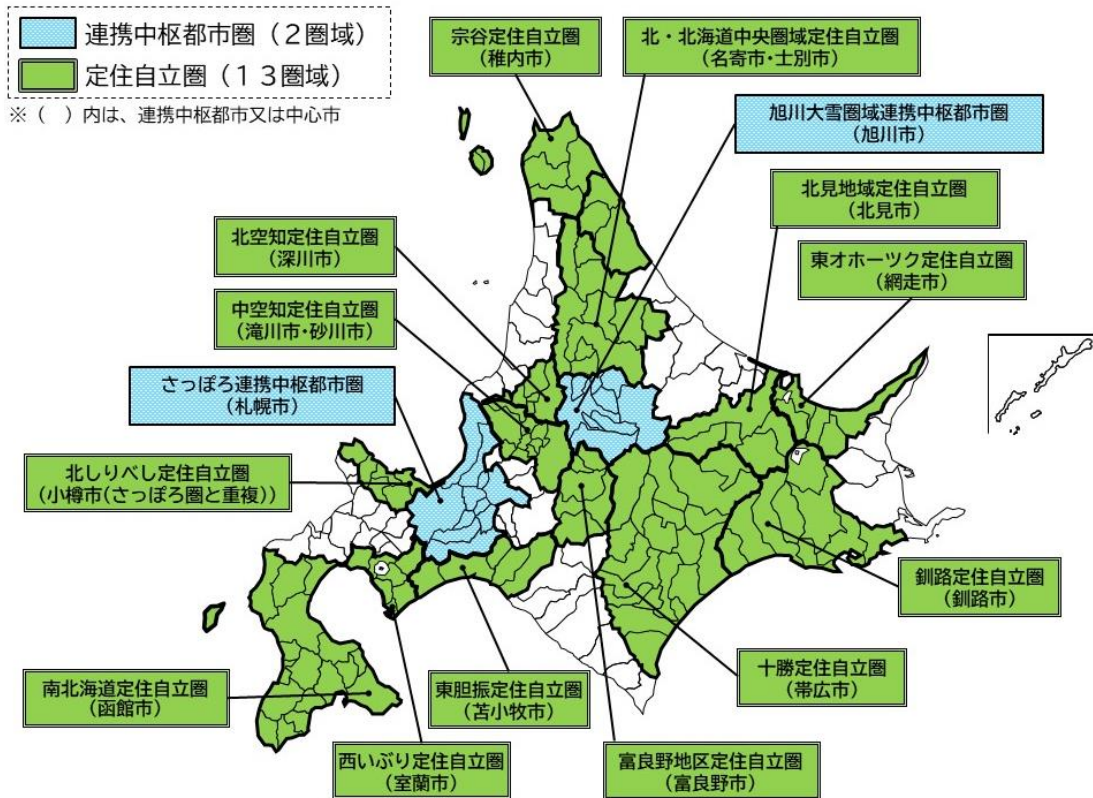 連携中枢都市圏（２圏域）
定住自立圏（１３圏域）
※（　）内は、連携中枢都市又は中心市
宗谷定住自立圏
（稚内市）
北・北海道中央圏域定住自立圏
（名寄市・士別市）
旭川大雪圏域連携中枢都市圏
（旭川市）
北見地域定住自立圏
（北見市）
東オホーツク定住自立圏
（網走市）
北空知定住自立圏
（深川市）
中空知定住自立圏
（滝川市・砂川市）
さっぽろ連携中枢都市圏
（札幌市）
北しりべし定住自立圏
（小樽市（さっぽろ圏と重複））
釧路定住自立圏
（釧路市）
十勝定住自立圏
（帯広市）
南北海道定住自立圏
（函館市）
東胆振定住自立圏
（苫小牧市）
西いぶり定住自立圏
（室蘭市）
富良野地区定住自立圏
（富良野市）